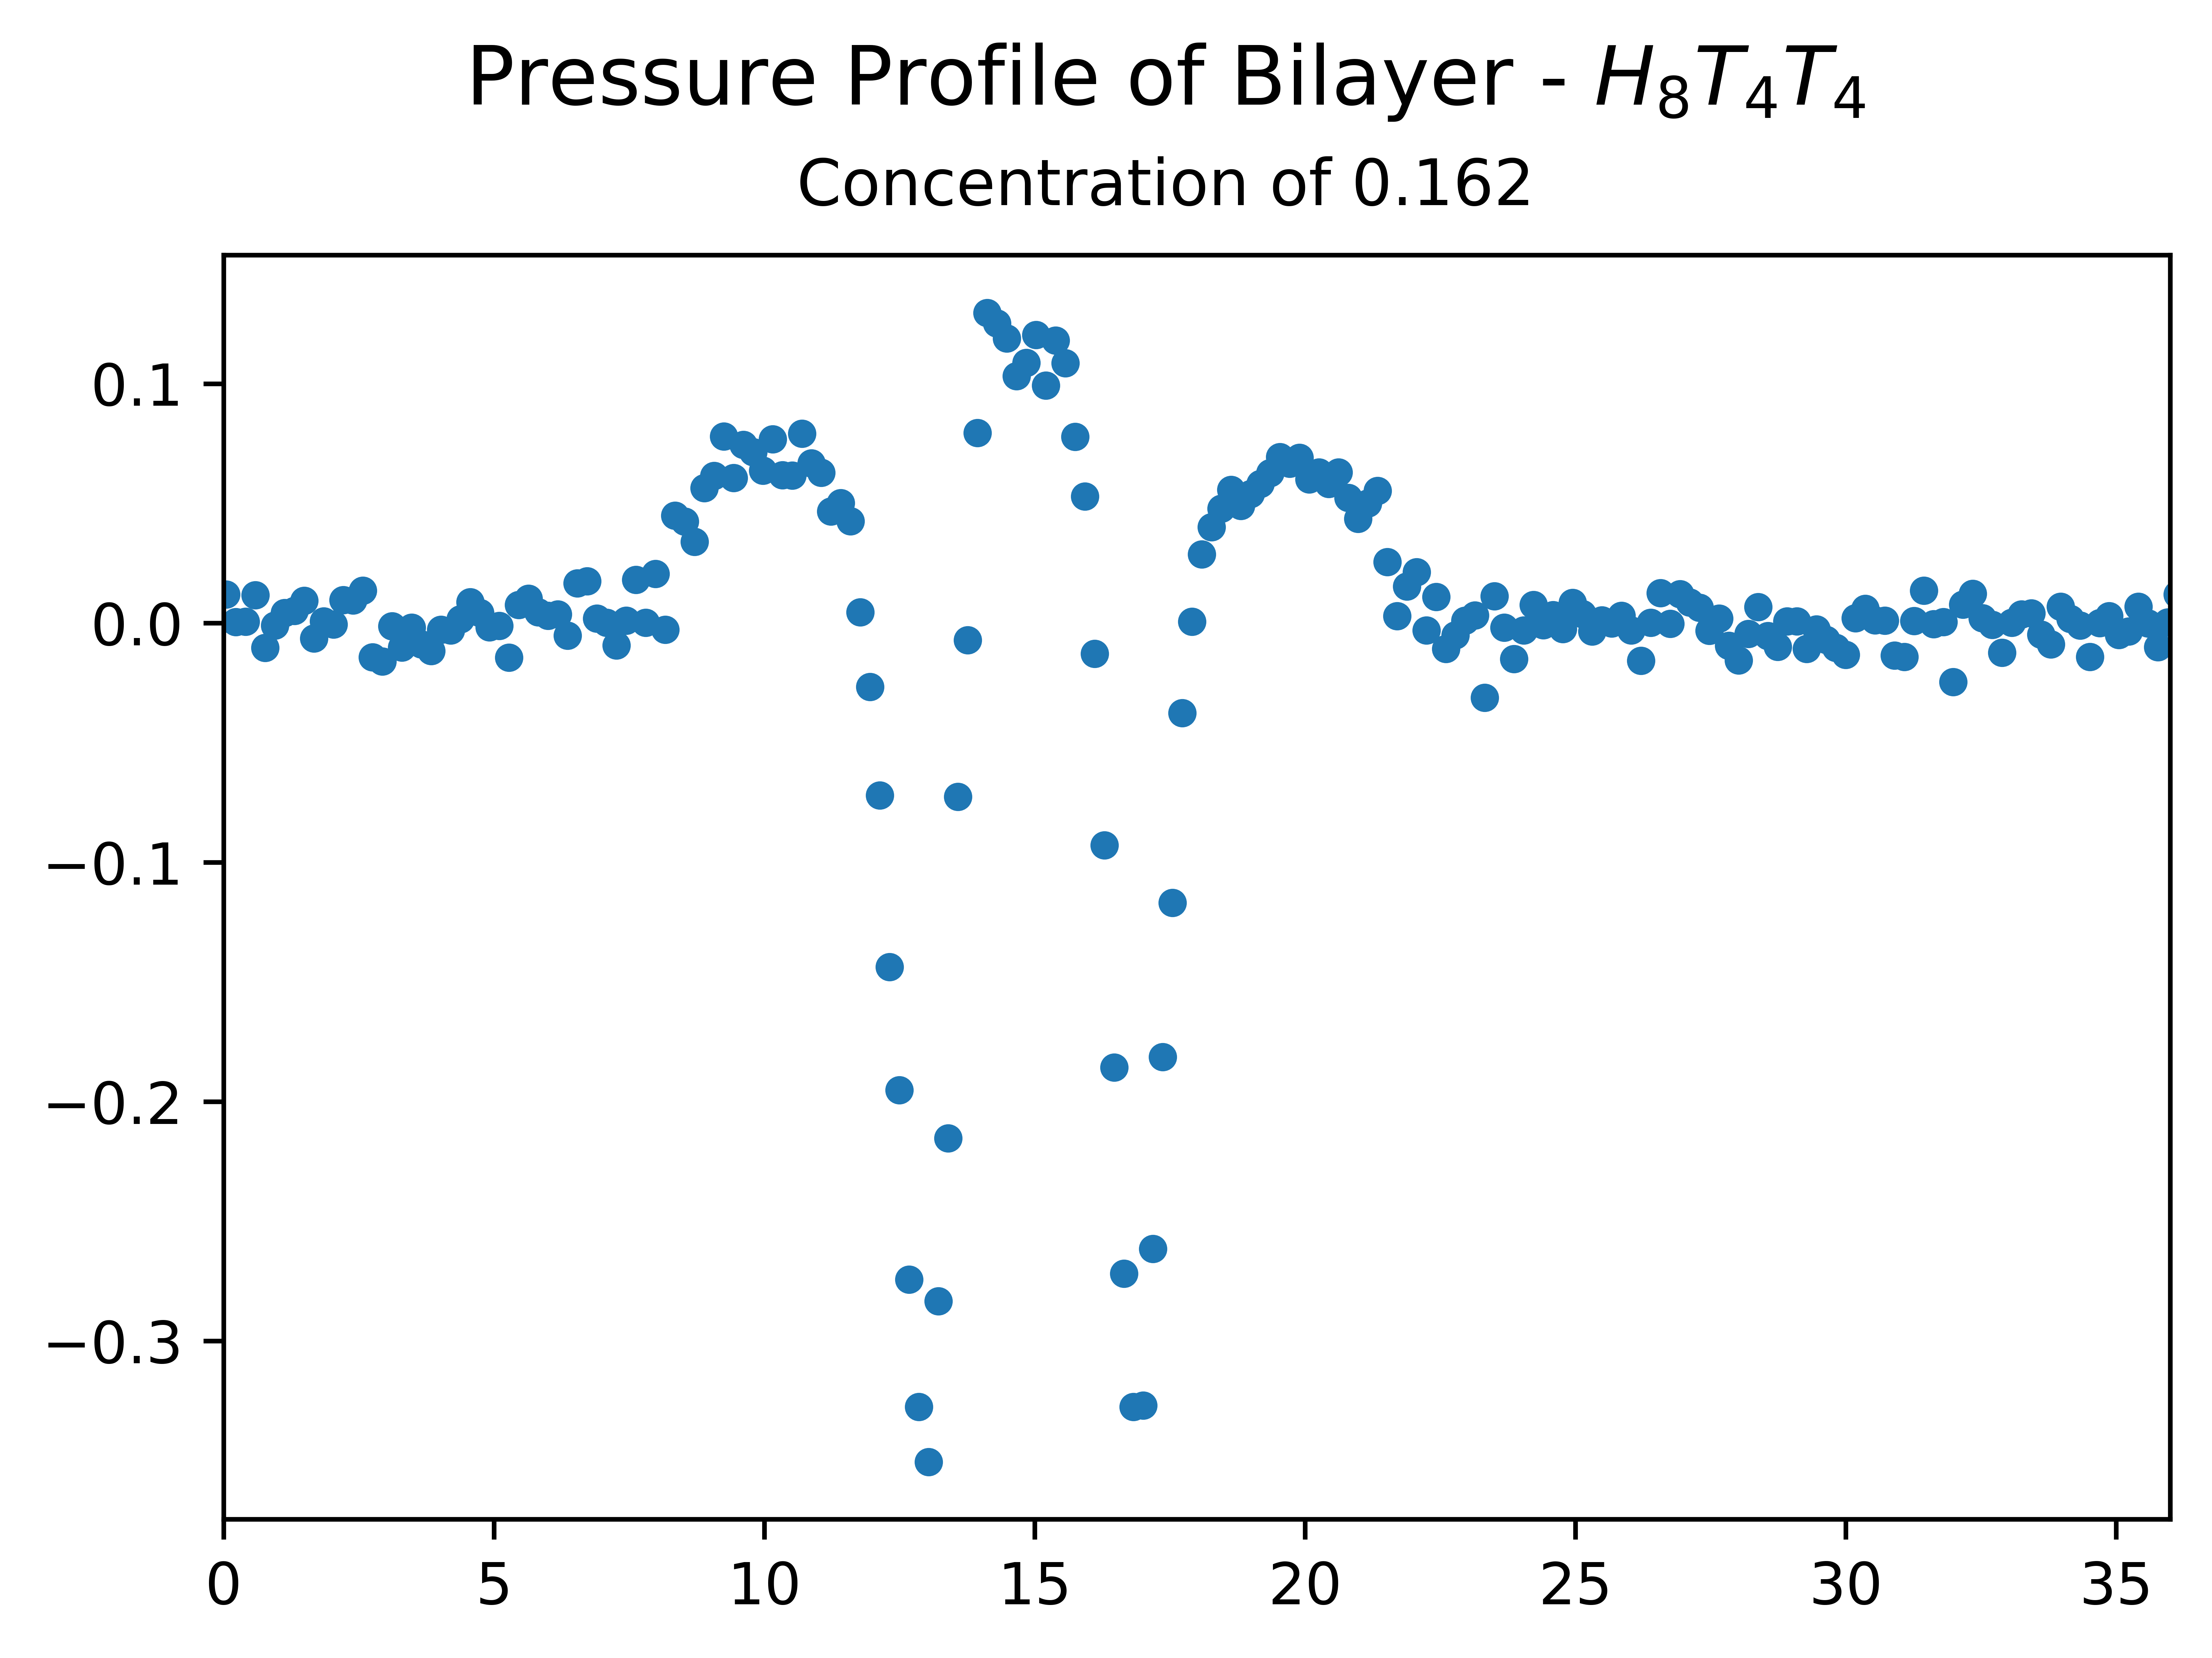 Pressure Profile of Bilayer - H₈T₄T₄
Concentration of 0.162
0.1
0.0
−0.1
−0.2
−0.3
0 5 10 15 20 25 30 35